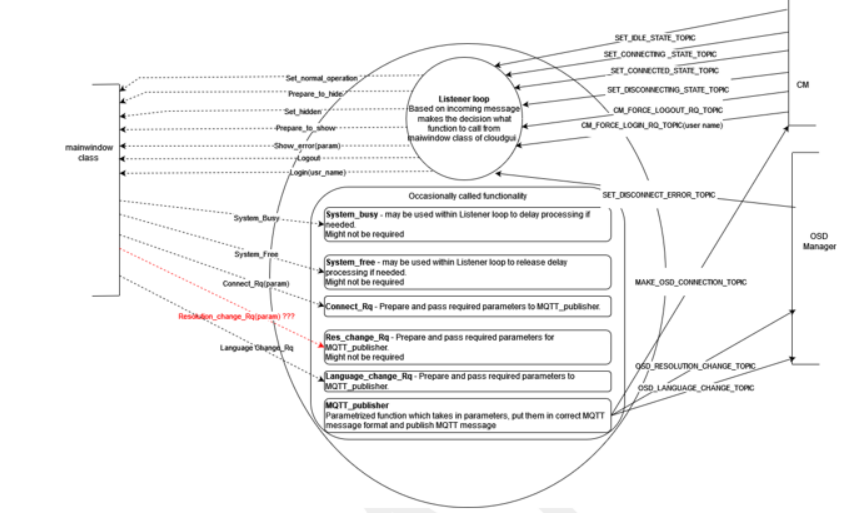 SET_IDLE_STATE_TOPIC
SET_CONNECTING _STATE_TOPIC
SET_CONNECTED_STATE_TOPIC
SET_DISCONNECTING_STATE_TOPIC
CM_FORCE_LOGOUT_RQ_TOPIC
CM_FORCE_LOGIN_RQ_TOPIC(user name)
CM
Set_normal_operation
Prepare_to_hide
Set_hidden
Prepare_to_show
Show_error(param)
Logout
Login(usr_name)
mainwindow
class
Listener loop
Based on incoming message
makes the decision what
function to call from
maiwindow class of cloudgui
SET_DISCONNECT_ERROR_TOPIC
Occasionally called functionality
System_busy - may be used within Listener loop to delay processing if
needed.
Might not be required
System_Busy
System_free - may be used within Listener loop to release delay
processing if needed.
Might not be required
System_Free
Connect_Rq(param)
Connect_Rq - Prepare and pass required parameters to MQTT_publisher.
Resolution_change_Rq(param) ???
Res_change_Rq - Prepare and pass required parameters for
MQTT_publisher.
Might not be required
Language Change_Rq
Language_change_Rq - Prepare and pass required parameters to
MQTT_publisher.
MQTT_publisher
Parametrized function which takes in parameters, put them in correct MQTT
message format and publish MQTT message
OSD
Manager
MAKE_OSD_CONNECTION_TOPIC
OSD_RESOLUTION_CHANGE_TOPIC
OSD_LANGUAGE_CHANGE_TOPIC